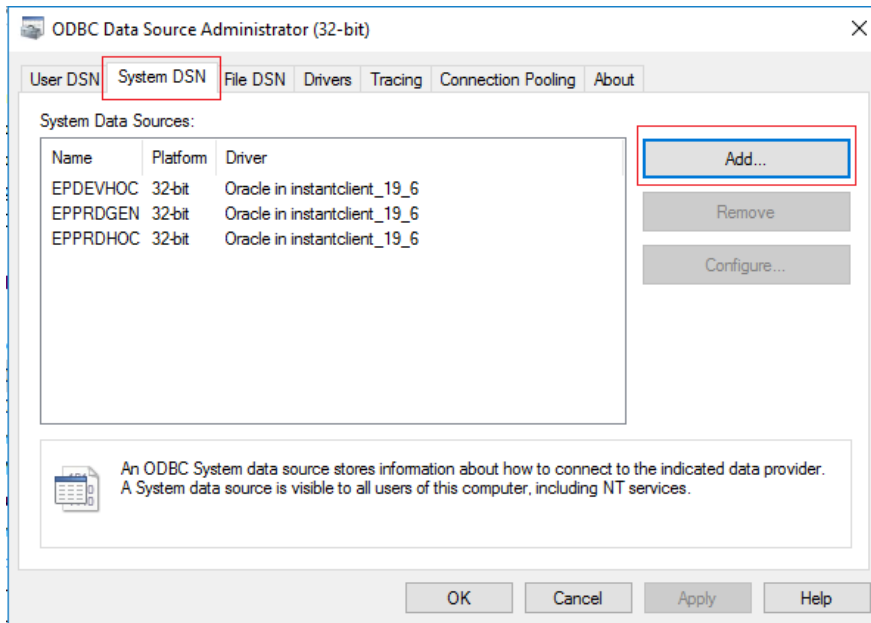 ODBC Data Source Administrator (32-bit)
User DSN System DSN File DSN Drivers Tracing Connection Pooling About
System Data Sources:
Name Platform Driver
EPDEVHOC 32-bit Oracle in instantclient_19_6
EPPRDGEN 32-bit Oracle in instantclient_19_6
EPPRDHOC 32-bit Oracle in instantclient_19_6
Add...
Remove
Configure...
An ODBC System data source stores information about how to connect to the indicated data provider.
A System data source is visible to all users of this computer, including NT services.
OK Cancel Apply Help